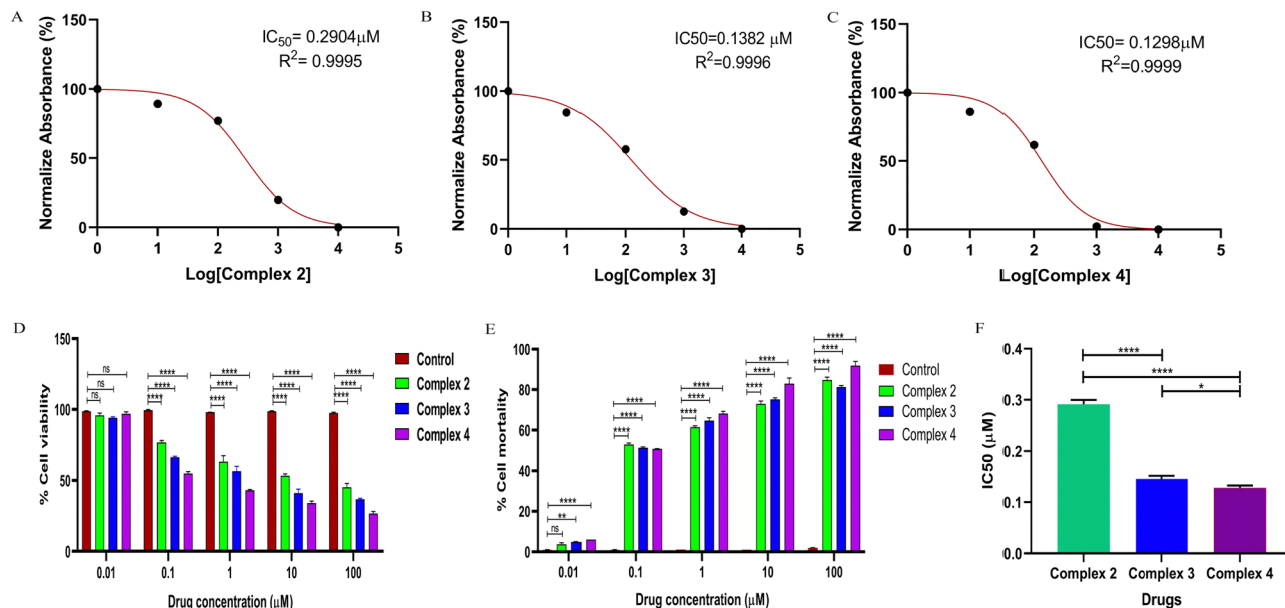 A
Normalize Absorbance (%)
150
100
50
0
IC50= 0.2904μM
R2= 0.9995
0 1 2 3 4 5
Log[Complex 2]
B
Normalize Absorbance (%)
150
100
50
0
IC50=0.1382 μM
R2=0.9996
0 1 2 3 4 5
Log[Complex 3]
C
Normalize Absorbance (%)
150
100
50
0
IC50= 0.1298μM
R2=0.9999
0 1 2 3 4 5
Log[Complex 4]
D
% Cell viability
150
100
50
0
ns
ns
ns
****
****
****
****
****
****
****
****
****
****
****
****
0.01 0.1 1 10 100
Drug concentration (μM)
Control
Complex 2
Complex 3
Complex 4
E
% Cell mortality
100
80
60
40
20
0
****
**
ns
****
****
****
****
****
****
****
****
****
****
****
****
0.01 0.1 1 10 100
Drug concentration (μM)
Control
Complex 2
Complex 3
Complex 4
F
IC50 (μM)
0.4
0.3
0.2
0.1
0.0
****
****
*
Complex 2 Complex 3 Complex 4
Drugs